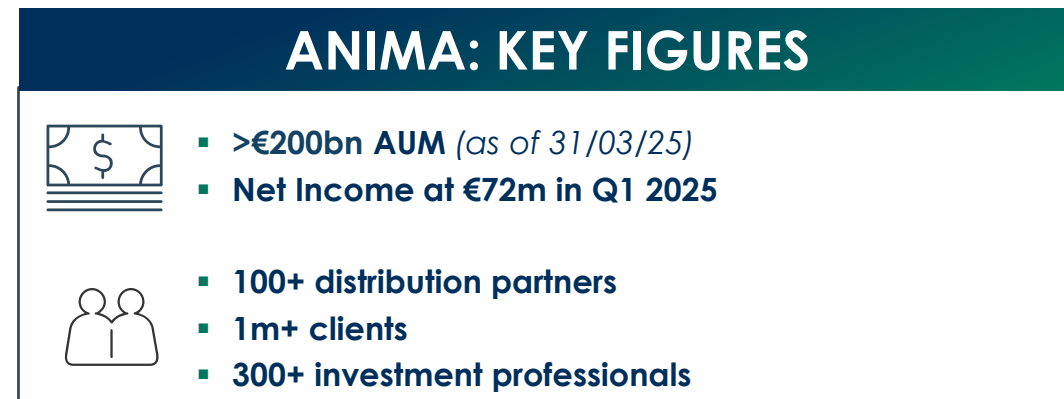 ANIMA: KEY FIGURES
$
▪ >€200bn AUM (as of 31/03/25)
▪ Net Income at €72m in Q1 2025
▪ 100+ distribution partners
▪ 1m+ clients
▪ 300+ investment professionals